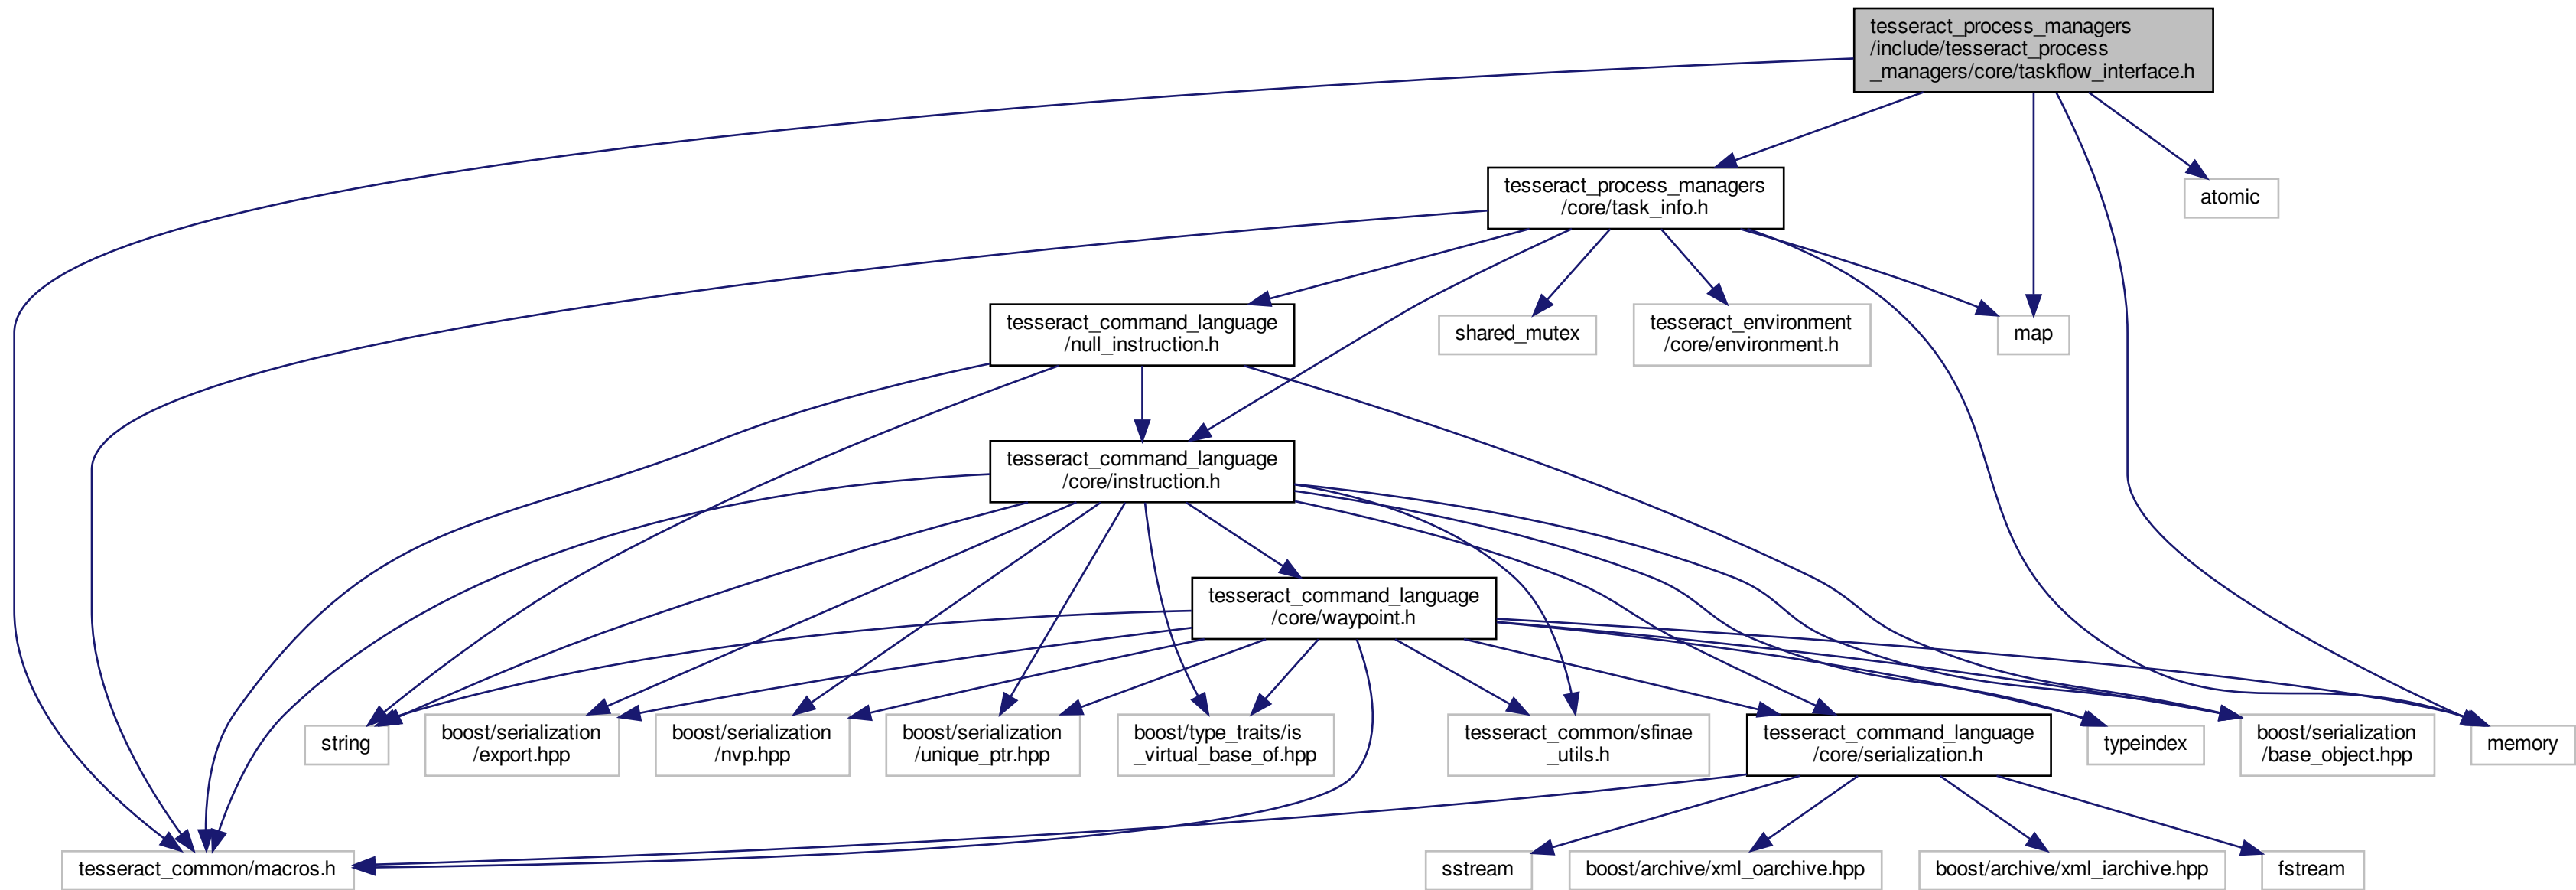 tesseract_process_managers
/include/tesseract_process
_managers/core/taskflow_interface.h
tesseract_process_managers
/core/task_info.h
atomic
tesseract_command_language
/null_instruction.h
shared_mutex
tesseract_environment
/core/environment.h
map
tesseract_command_language
/core/instruction.h
tesseract_command_language
/core/waypoint.h
string
boost/serialization
/export.hpp
boost/serialization
/nvp.hpp
boost/serialization
/unique_ptr.hpp
boost/type_traits/is
_virtual_base_of.hpp
tesseract_common/sfinae
_utils.h
tesseract_command_language
/core/serialization.h
typeindex
boost/serialization
/base_object.hpp
memory
tesseract_common/macros.h
sstream
boost/archive/xml_oarchive.hpp
boost/archive/xml_iarchive.hpp
fstream